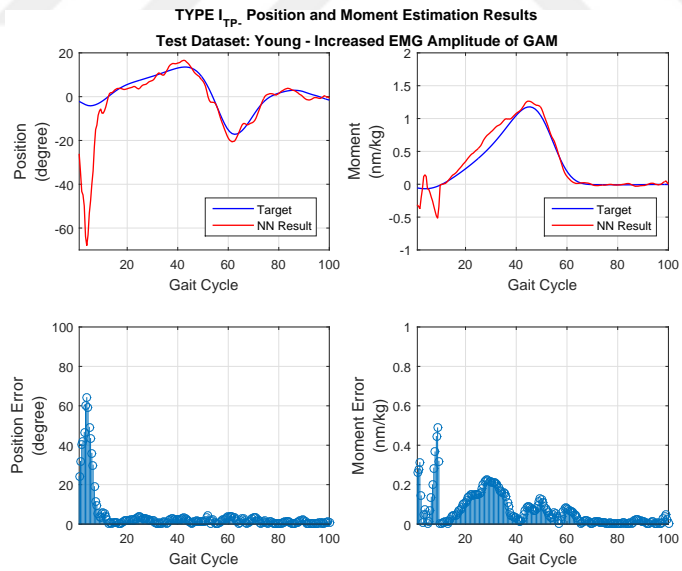 TYPE I_TP- Position and Moment Estimation Results
Test Dataset: Young - Increased EMG Amplitude of GAM
20
0
-20
-40
-60
Position
(degree)
Target
NN Result
20 40 60 80 100
Gait Cycle
2
1.5
1
0.5
0
-0.5
-1
Moment
(nm/kg)
Target
NN Result
20 40 60 80 100
Gait Cycle
100
80
60
40
20
0
Position Error
(degree)
20 40 60 80 100
Gait Cycle
1
0.8
0.6
0.4
0.2
0
Moment Error
(nm/kg)
20 40 60 80 100
Gait Cycle